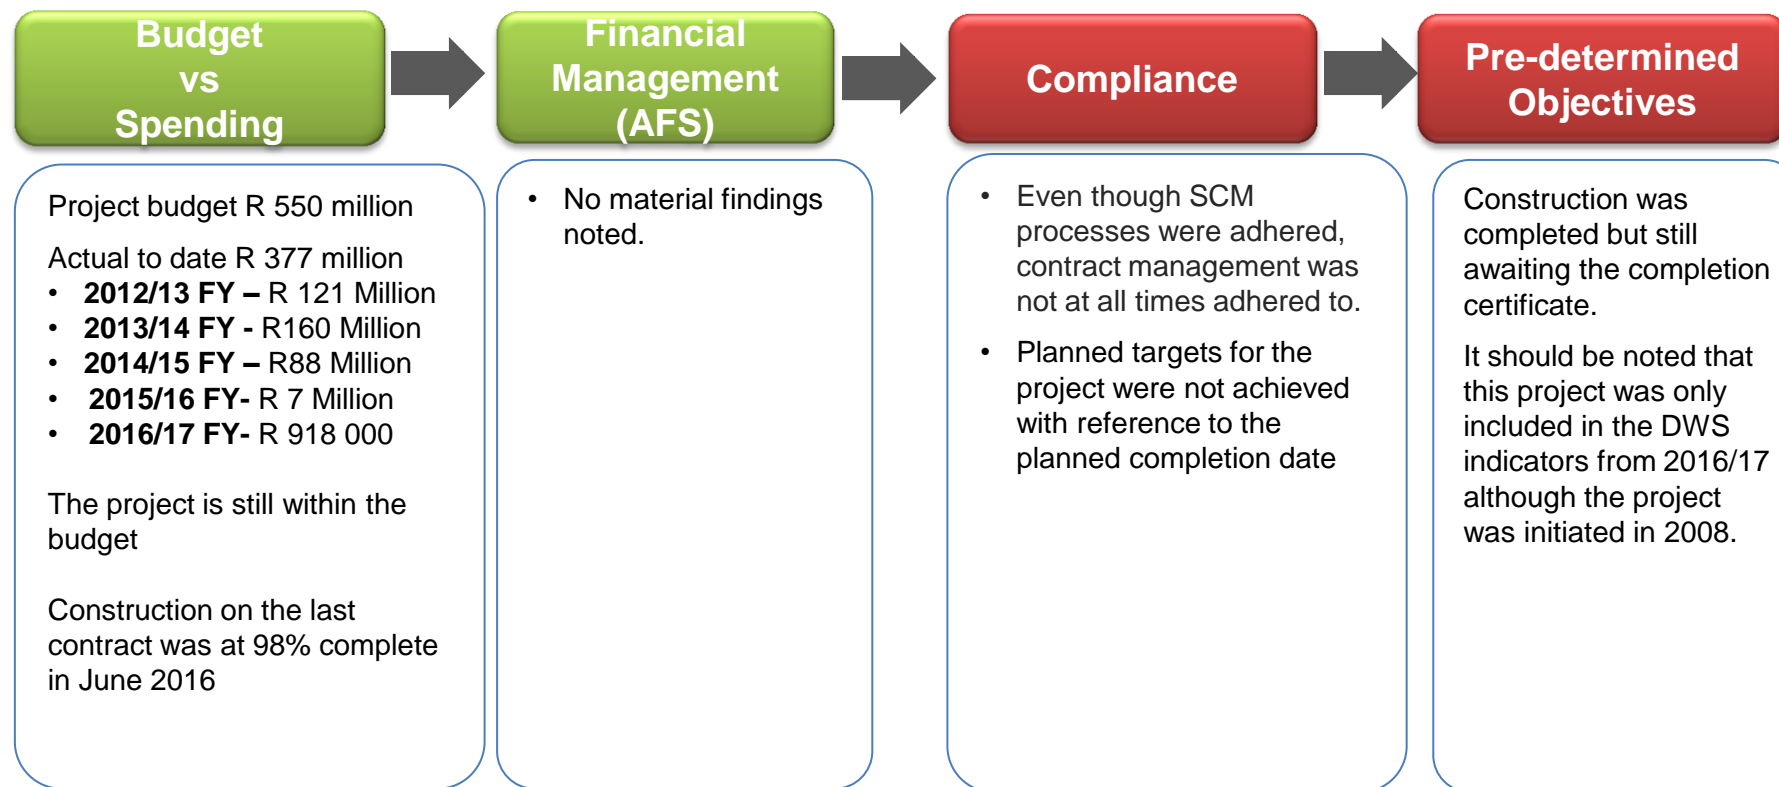 Budget
vs
Spending
Financial
Management
(AFS)
Compliance
Pre-determined
Objectives
Project budget R 550 million
Actual to date R 377 million
• 2012/13 FY – R 121 Million
• 2013/14 FY - R160 Million
• 2014/15 FY – R88 Million
• 2015/16 FY- R 7 Million
• 2016/17 FY- R 918 000
The project is still within the
budget
Construction on the last
contract was at 98% complete
in June 2016
• No material findings
noted.
• Even though SCM
processes were adhered,
contract management was
not at all times adhered to.
• Planned targets for the
project were not achieved
with reference to the
planned completion date
Construction was
completed but still
awaiting the completion
certificate.
It should be noted that
this project was only
included in the DWS
indicators from 2016/17
although the project
was initiated in 2008.